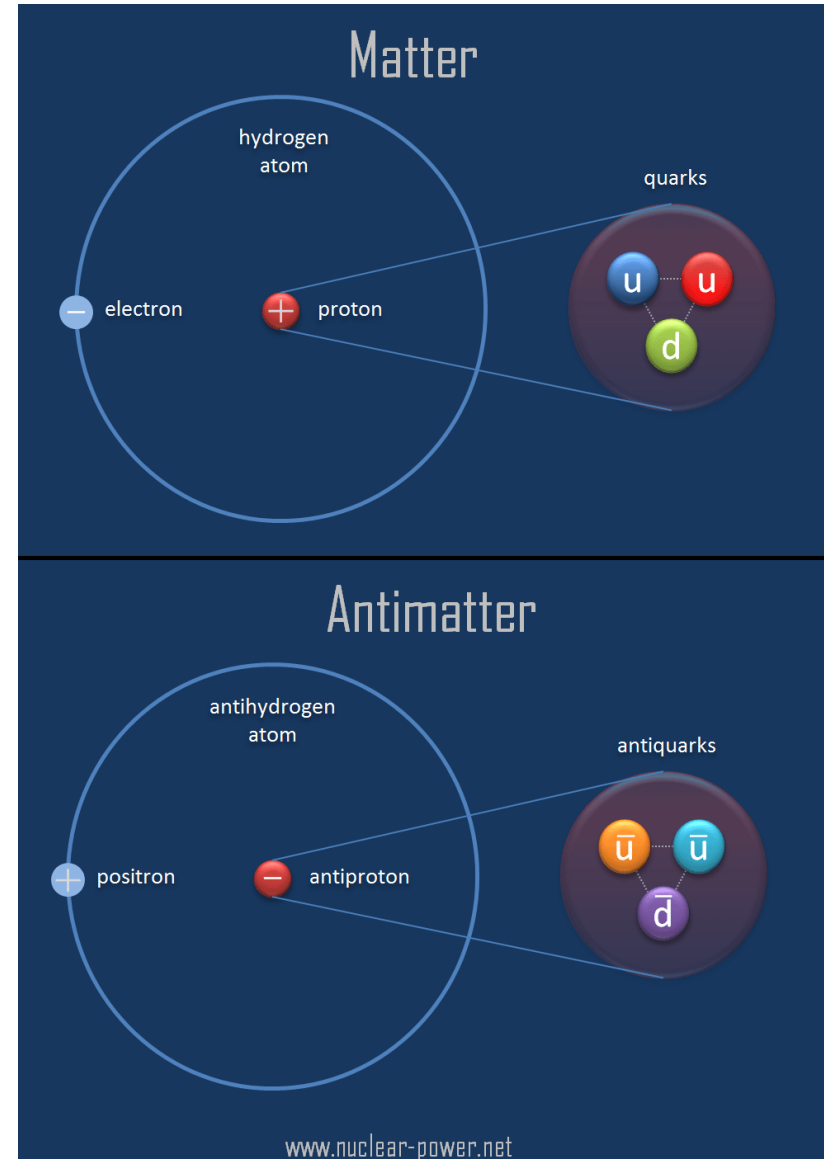 Matter
hydrogen
atom
quarks
u u
− electron + proton
d
Antimatter
antihydrogen
atom
antiquarks
u̅ u̅
+ positron − antiproton
d̅
www.nuclear-power.net